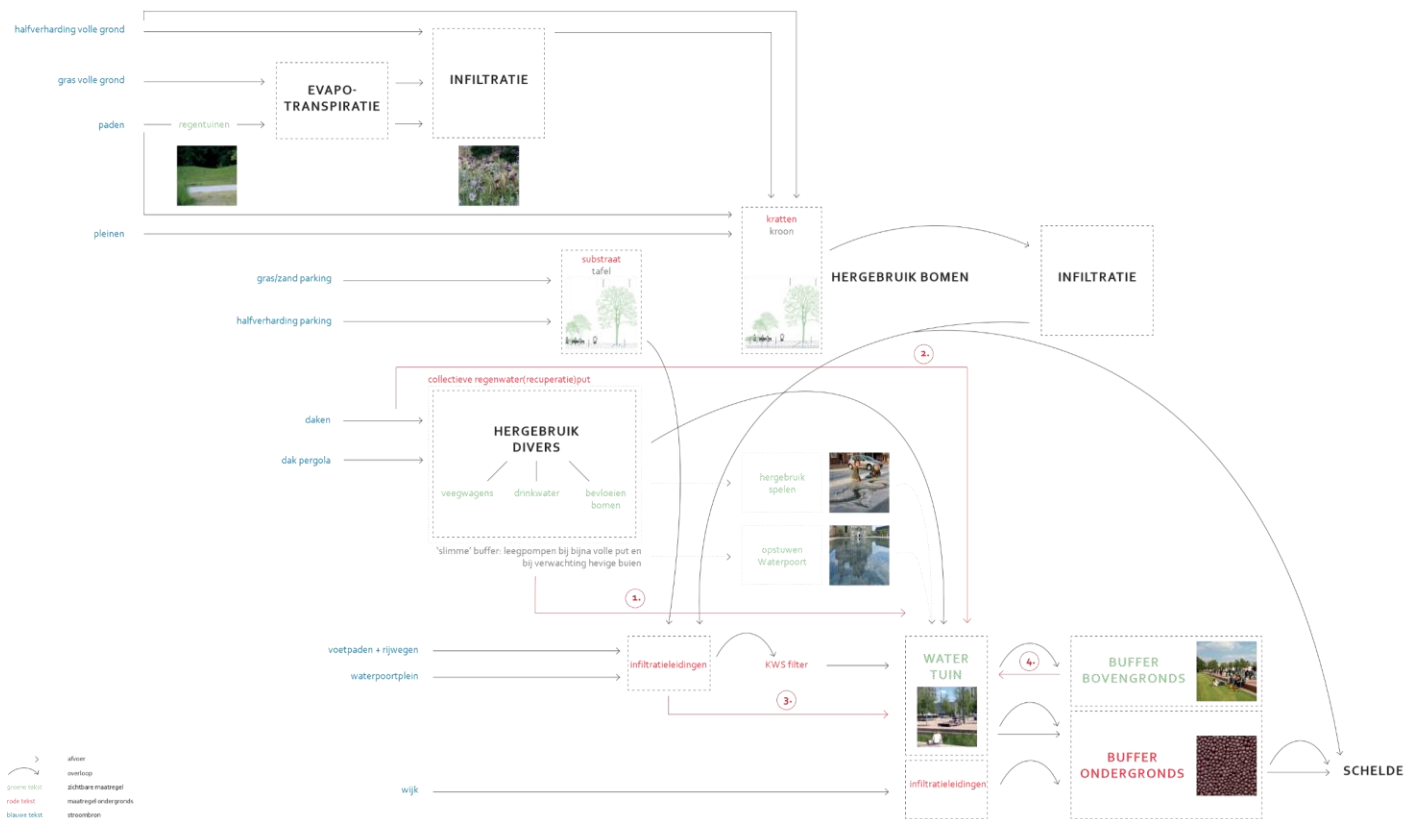 halfverharding volle grond
gras volle grond
paden
regentuinen
EVAPO-
TRANSPIRATIE
INFILTRATIE
pleinen
kratten
kroon
HERGEBRUIK BOMEN
INFILTRATIE
substraat
tafel
gras/zand parking
halfverharding parking
2.
collectieve regenwater(recuperatie)put
daken
dak pergola
HERGEBRUIK
DIVERS
veegwagens
drinkwater
bevloeien
bomen
hergebruik
spelen
opstuwen
Waterpoort
'slimme' buffer: leegpompen bij bijna volle put en
bij verwachting hevige buien
1.
voetpaden + rijwegen
waterpoortplein
infiltratieleidingen
KWS filter
3.
WATER
TUIN
4.
BUFFER
BOVENGRONDS
BUFFER
ONDERGRONDS
SCHELDE
wijk
infiltratieleidingen
afvoer
overloop
groene tekst zichtbare maatregel
rode tekst maatregel ondergronds
blauwe tekst stroombron